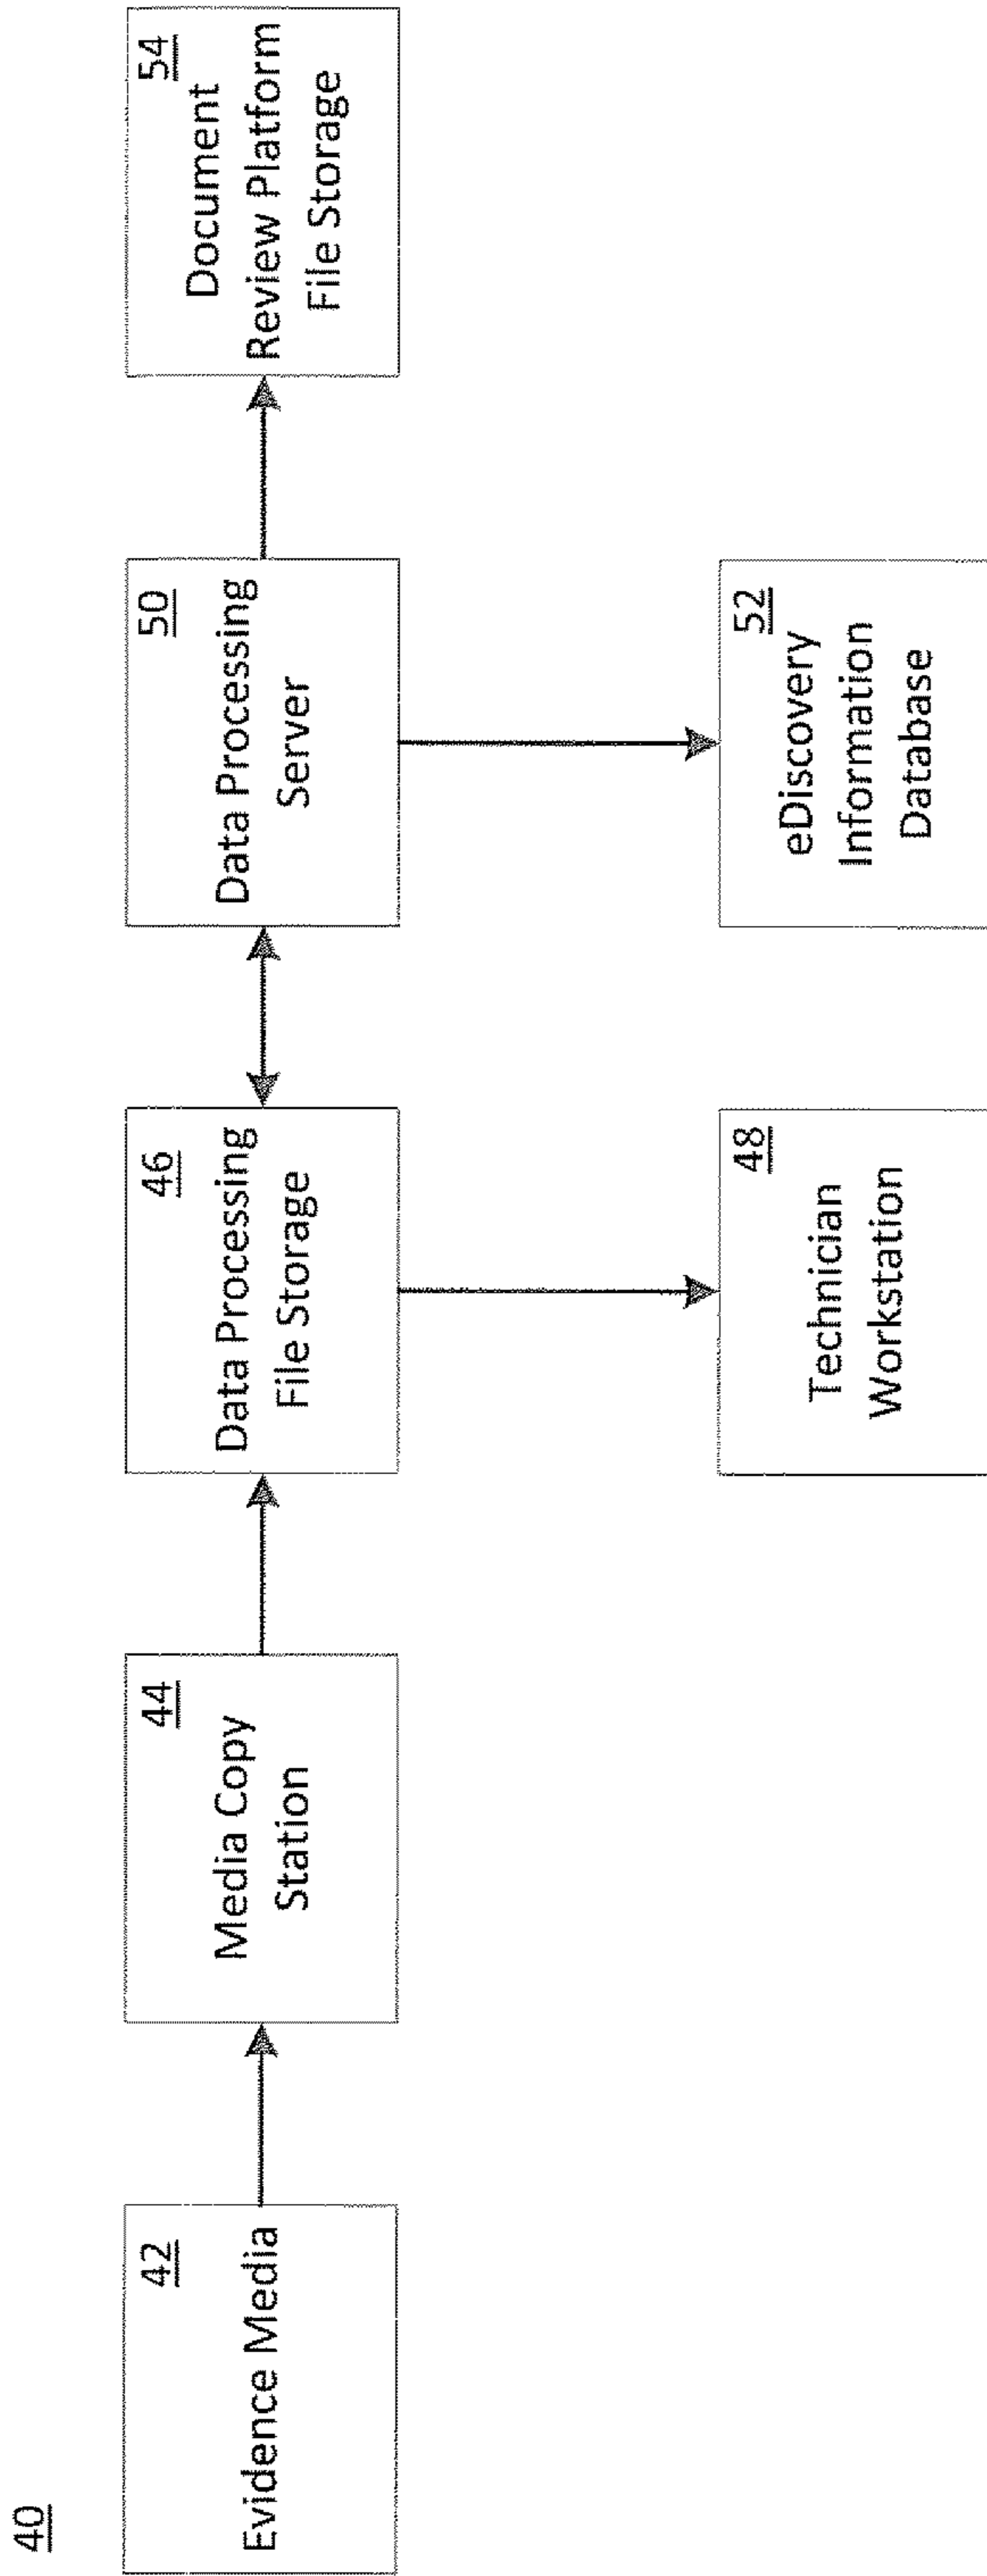 40
42
Evidence Media
44
Media Copy
Station
46
Data Processing
File Storage
50
Data Processing
Server
54
Document
Review Platform
File Storage
48
Technician
Workstation
52
eDiscovery
Information
Database